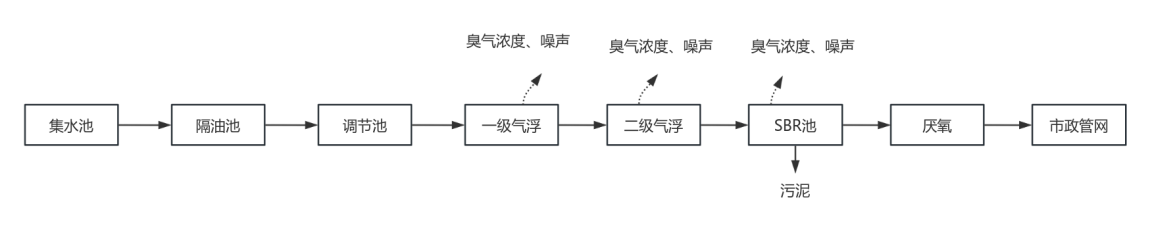 臭气浓度、噪声
臭气浓度、噪声
臭气浓度、噪声
集水池
隔油池
调节池
一级气浮
二级气浮
SBR池
厌氧
市政管网
污泥